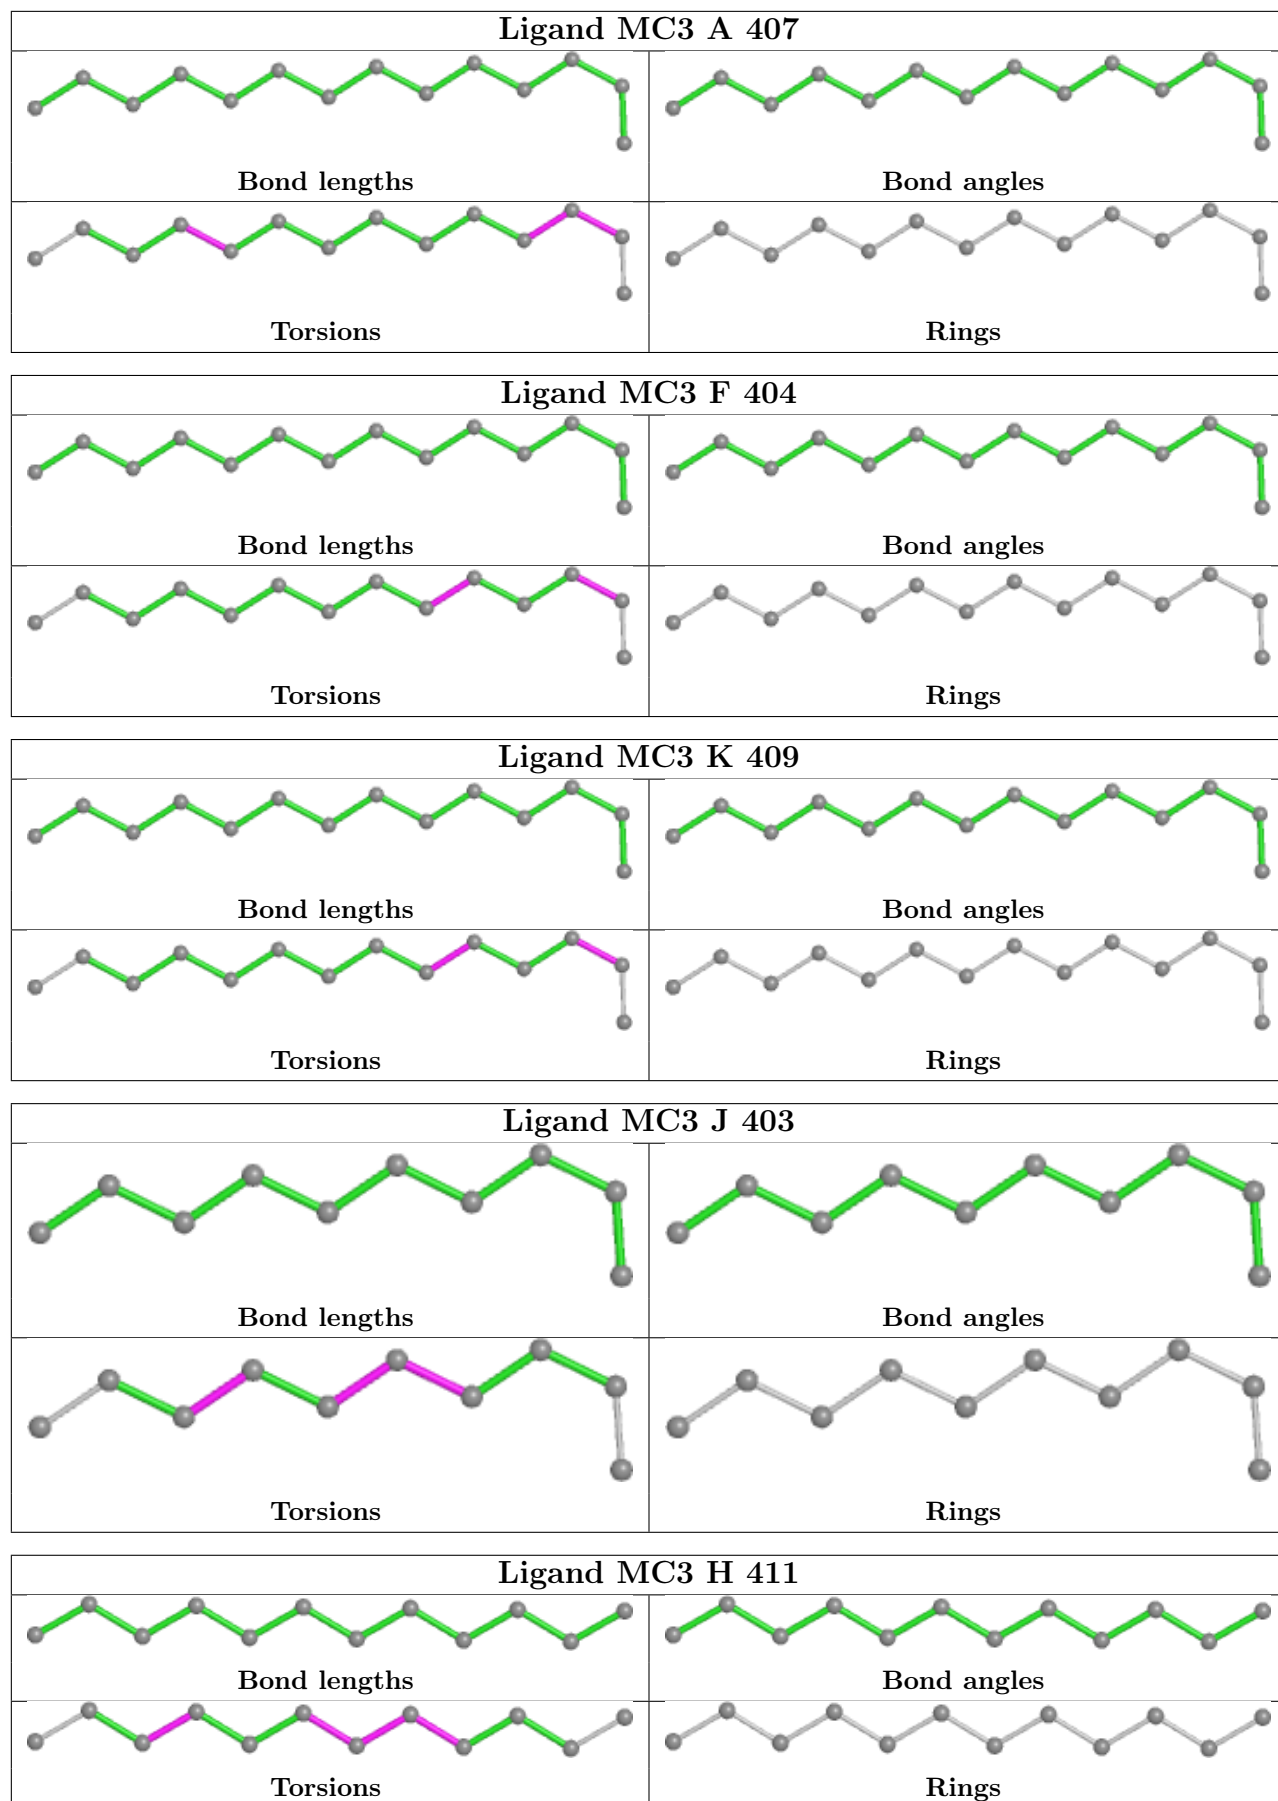 Ligand MC3 A 407
Bond lengths
Bond angles
Torsions
Rings
Ligand MC3 F 404
Bond lengths
Bond angles
Torsions
Rings
Ligand MC3 K 409
Bond lengths
Bond angles
Torsions
Rings
Ligand MC3 J 403
Bond lengths
Bond angles
Torsions
Rings
Ligand MC3 H 411
Bond lengths
Bond angles
Torsions
Rings